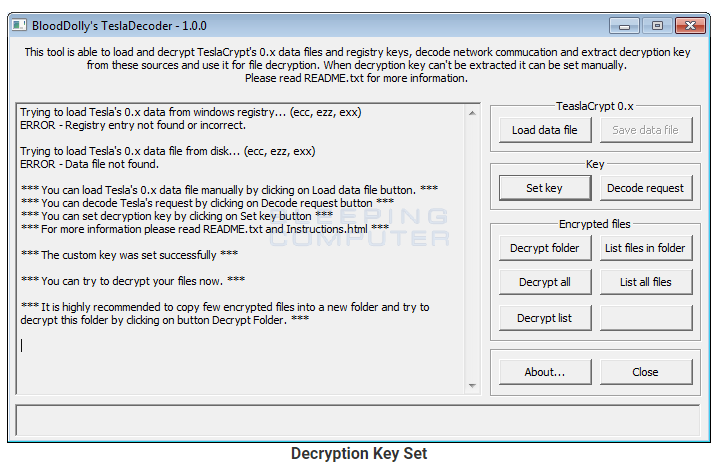 BloodDolly's TeslaDecoder - 1.0.0
This tool is able to load and decrypt TeslaCrypt's 0.x data files and registry keys, decode network commucation and extract decryption key
from these sources and use it for file decryption. When decryption key can't be extracted it can be set manually.
Please read README.txt for more information.
Trying to load Tesla's 0.x data from windows registry... (ecc, ezz, exx)
ERROR - Registry entry not found or incorrect.
Trying to load Tesla's 0.x data file from disk... (ecc, ezz, exx)
ERROR - Data file not found.
*** You can load Tesla's 0.x data file manually by clicking on Load data file button. ***
*** You can decode Tesla's request by clicking on Decode request button ***
*** You can set decryption key by clicking on Set key button ***
*** For more information please read README.txt and Instructions.html ***
*** The custom key was set successfully ***
*** You can try to decrypt your files now. ***
*** It is highly recommended to copy few encrypted files into a new folder and try to
decrypt this folder by clicking on button Decrypt Folder. ***
BLEEPING
COMPUTER
TeaslaCrypt 0.x
Load data file
Save data file
Key
Set key
Decode request
Encrypted files
Decrypt folder
List files in folder
Decrypt all
List all files
Decrypt list
About...
Close
Decryption Key Set